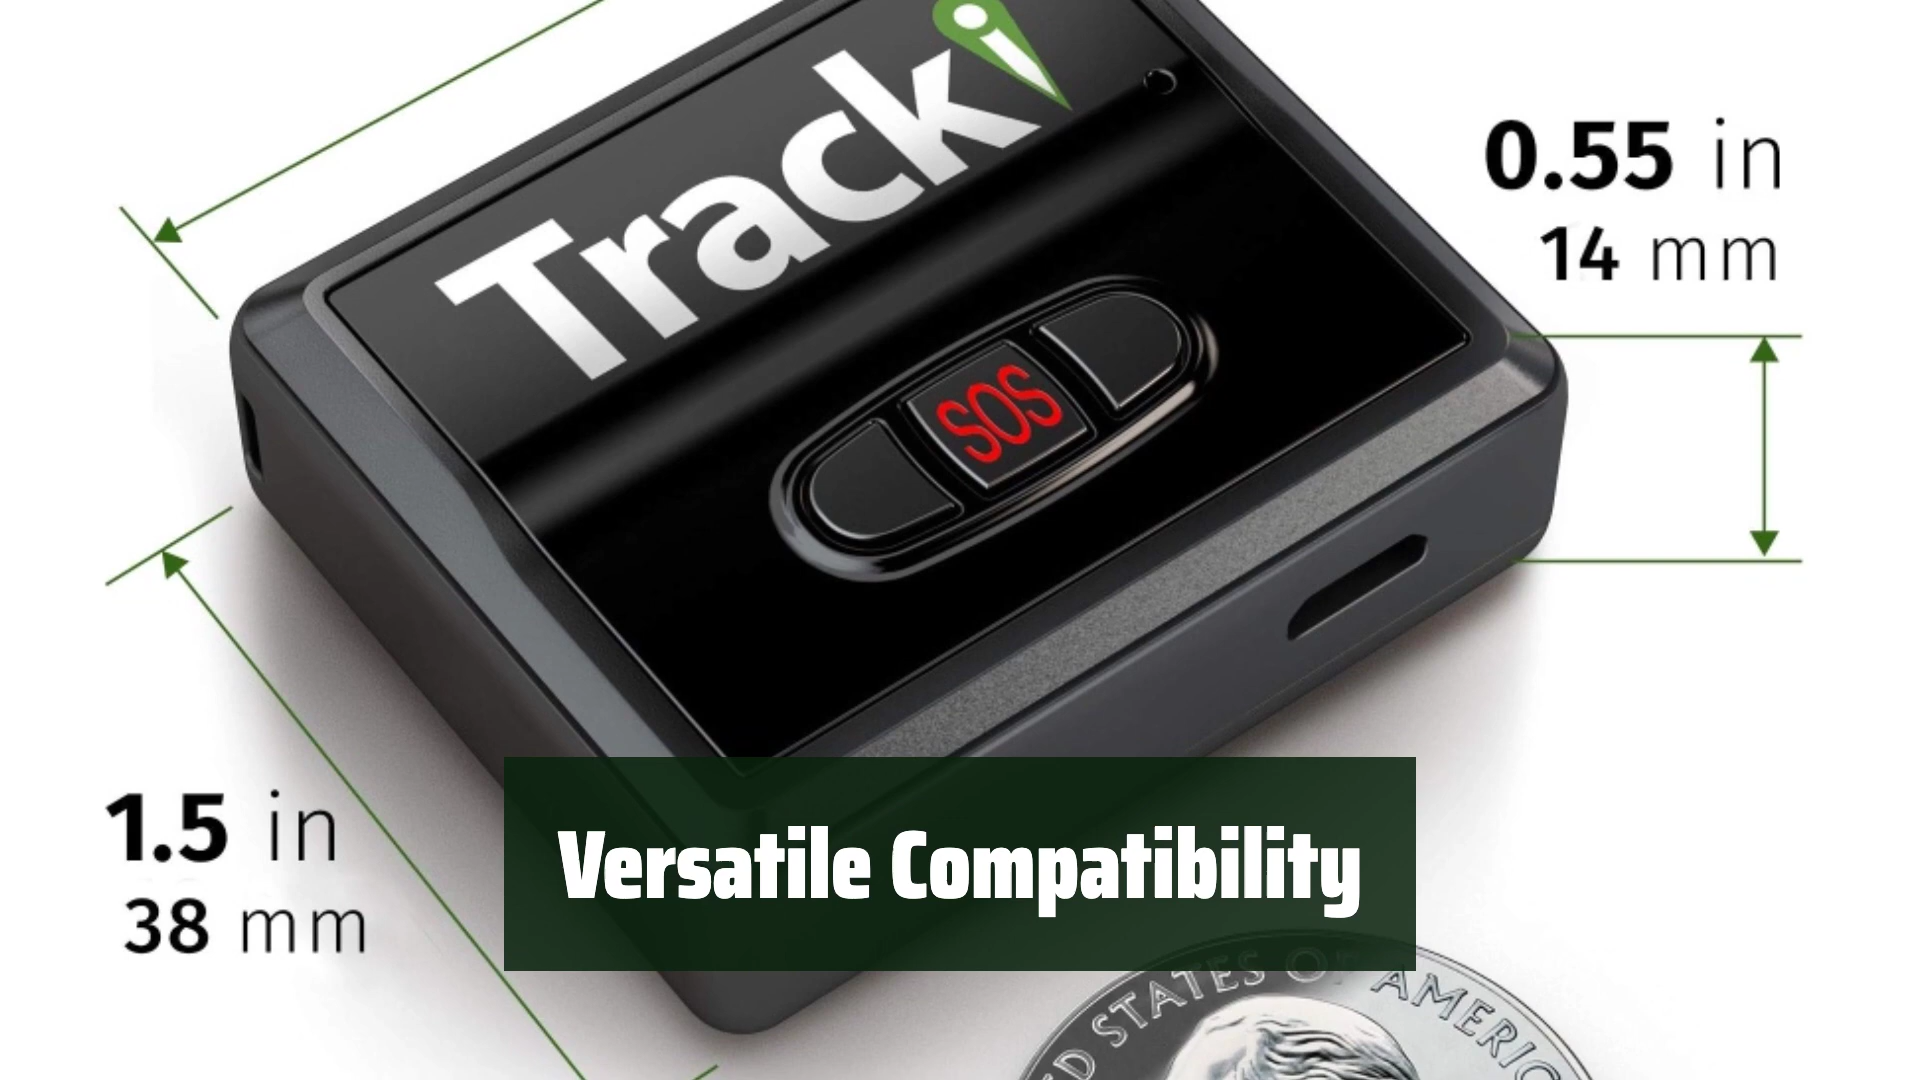 Tracki
0.55 in
14 mm
SOS
1.5 in
38 mm
Versatile Compatibility
STATES OF AMERIC